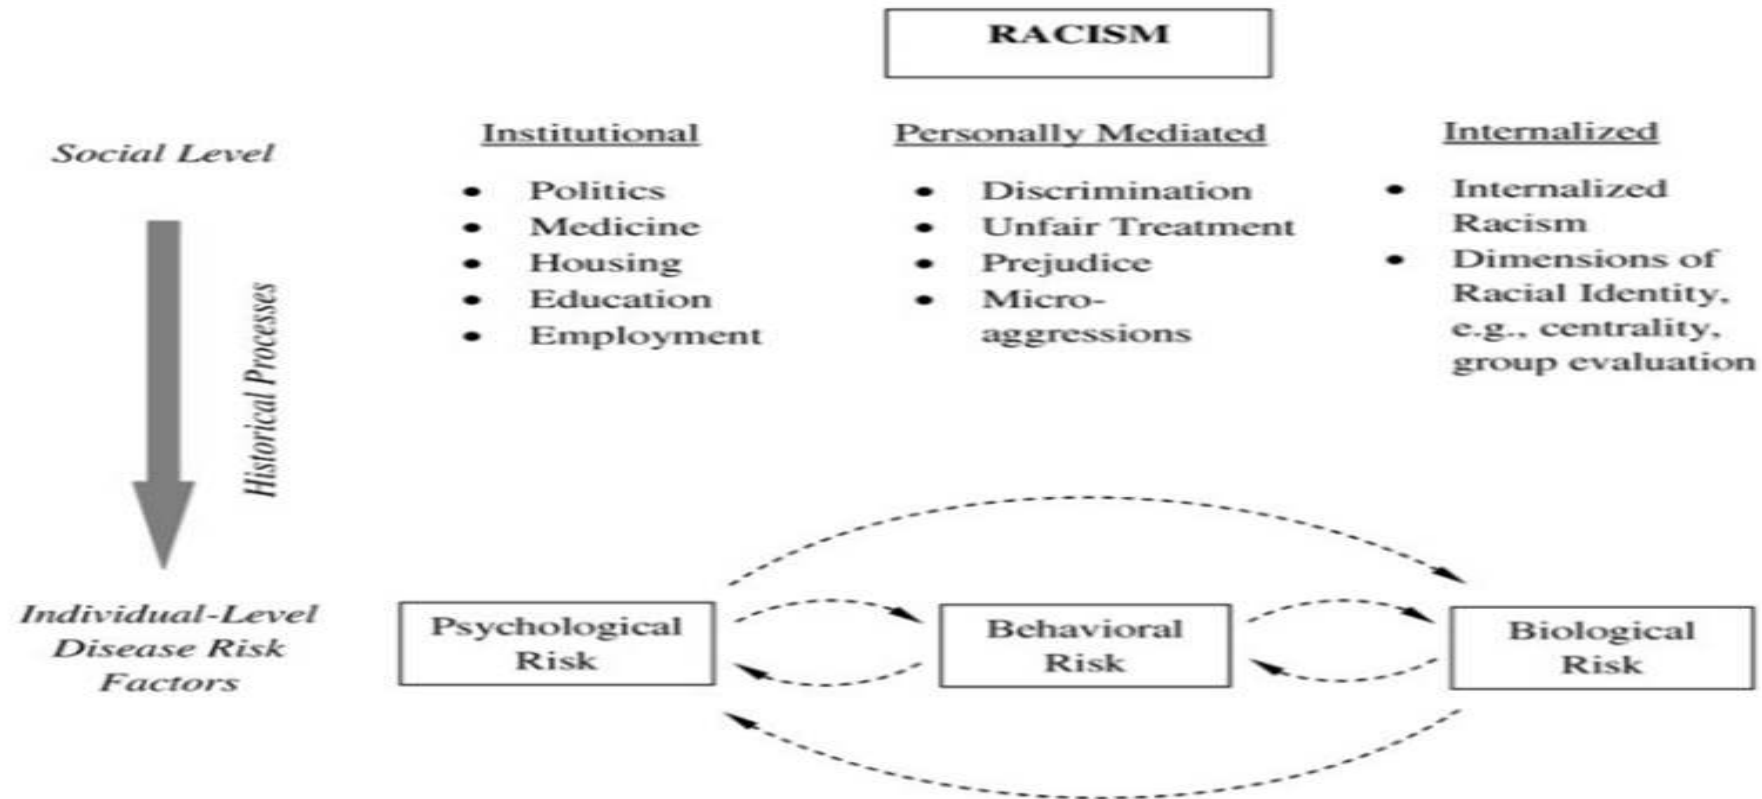 RACISM
Social Level
Historical Processes
Institutional
• Politics
• Medicine
• Housing
• Education
• Employment
Personally Mediated
• Discrimination
• Unfair Treatment
• Prejudice
• Micro-
aggressions
Internalized
• Internalized
Racism
• Dimensions of
Racial Identity,
e.g., centrality,
group evaluation
Individual-Level
Disease Risk
Factors
Psychological
Risk
Behavioral
Risk
Biological
Risk